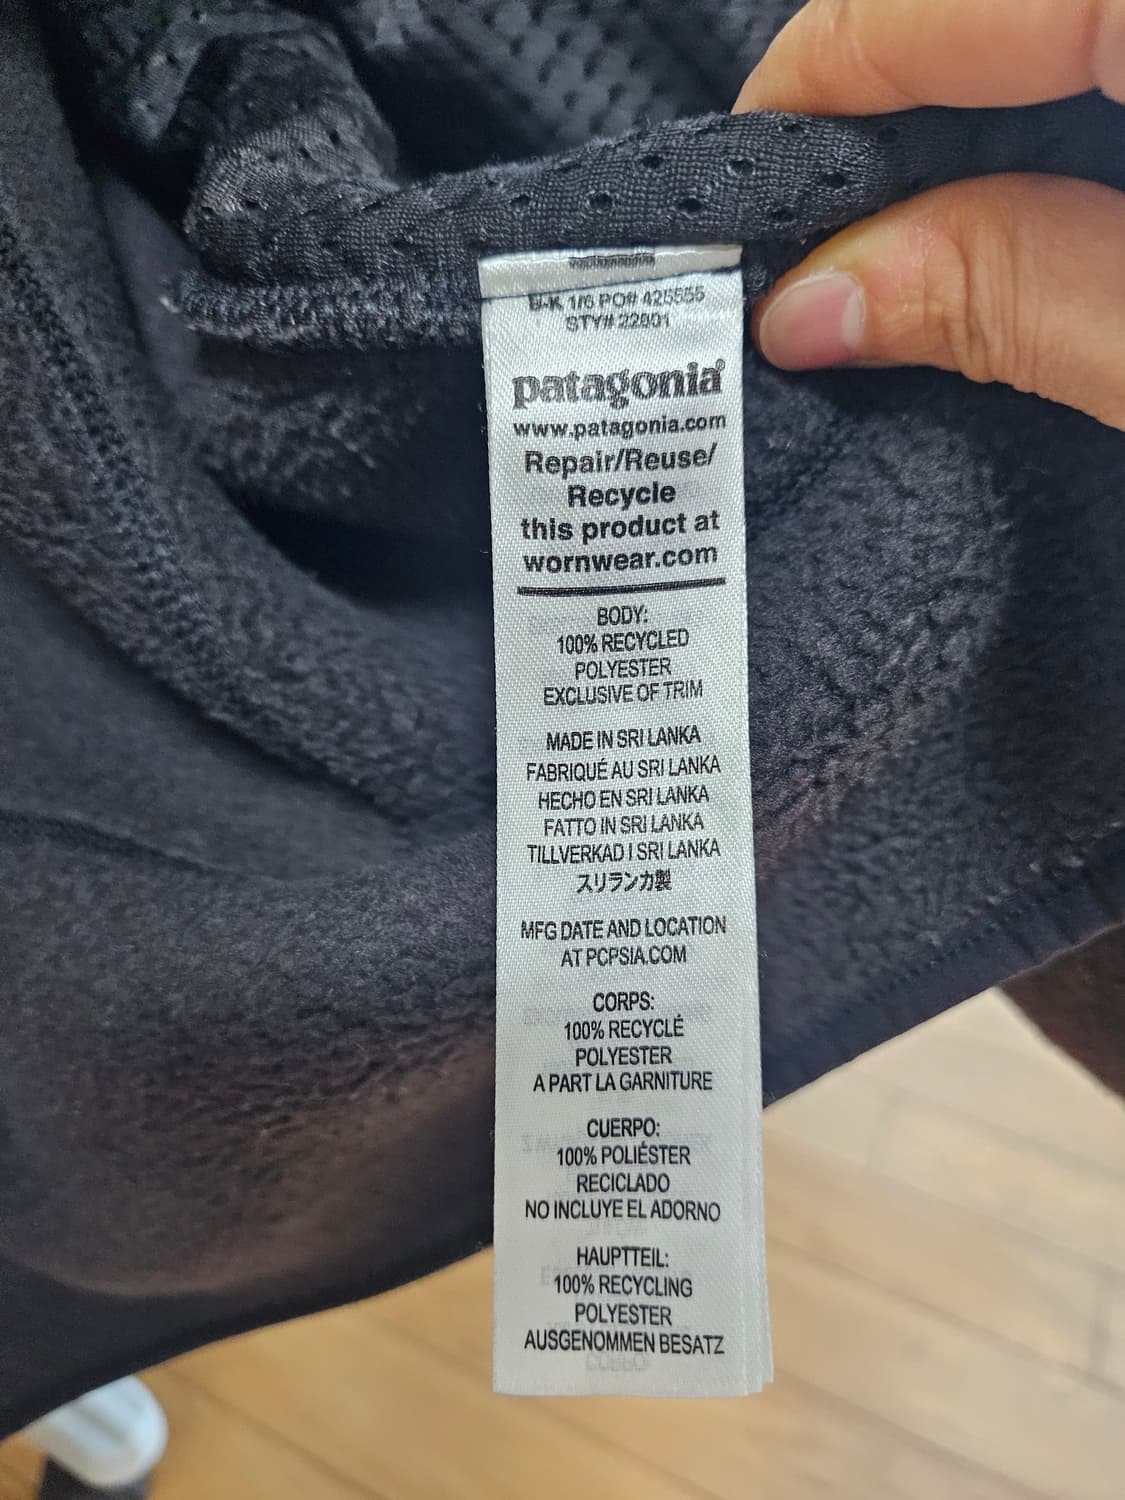 1/6 PO# 425555
STY# 22801
patagonia®
www.patagonia.com
Repair/Reuse/
Recycle
this product at
wornwear.com
BODY:
100% RECYCLED
POLYESTER
EXCLUSIVE OF TRIM
MADE IN SRI LANKA
FABRIQUÉ AU SRI LANKA
HECHO EN SRI LANKA
FATTO IN SRI LANKA
TILLVERKAD I SRI LANKA
スリランカ製
MFG DATE AND LOCATION
AT PCPSIA.COM
CORPS:
100% RECYCLÉ
POLYESTER
A PART LA GARNITURE
CUERPO:
100% POLIÉSTER
RECICLADO
NO INCLUYE EL ADORNO
HAUPTTEIL:
100% RECYCLING
POLYESTER
AUSGENOMMEN BESATZ